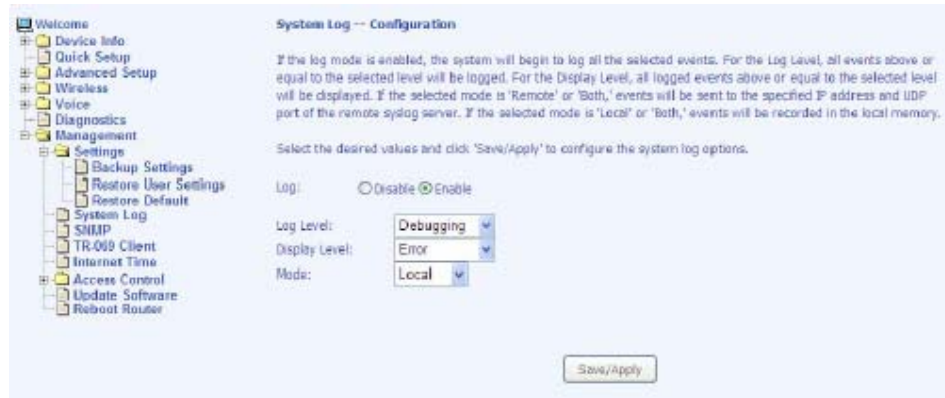 Welcome
Device Info
Quick Setup
Advanced Setup
Wireless
Voice
Diagnostics
Management
Settings
Backup Settings
Restore User Settings
Restore Default
System Log
SNMP
TR-069 Client
Internet Time
Access Control
Update Software
Reboot Router
System Log -- Configuration
If the log mode is enabled, the system will begin to log all the selected events. For the Log Level, all events above or
equal to the selected level will be logged. For the Display Level, all logged events above or equal to the selected level
will be displayed. If the selected mode is 'Remote' or 'Both,' events will be sent to the specified IP address and UDP
port of the remote syslog server. If the selected mode is 'Local' or 'Both,' events will be recorded in the local memory.
Select the desired values and click 'Save/Apply' to configure the system log options.
Log: Disable Enable
Log Level: Debugging
Display Level: Error
Mode: Local
Save/Apply